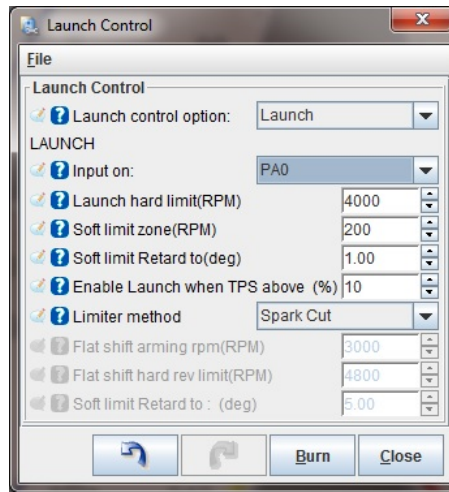 Launch Control
File
Launch Control
Launch control option: Launch
LAUNCH
Input on: PA0
Launch hard limit(RPM) 4000
Soft limit zone(RPM) 200
Soft limit Retard to(deg) 1.00
Enable Launch when TPS above (%) 10
Limiter method Spark Cut
Flat shift arming rpm(RPM) 3000
Flat shift hard rev limit(RPM) 4800
Soft limit Retard to : (deg) 5.00
Burn Close